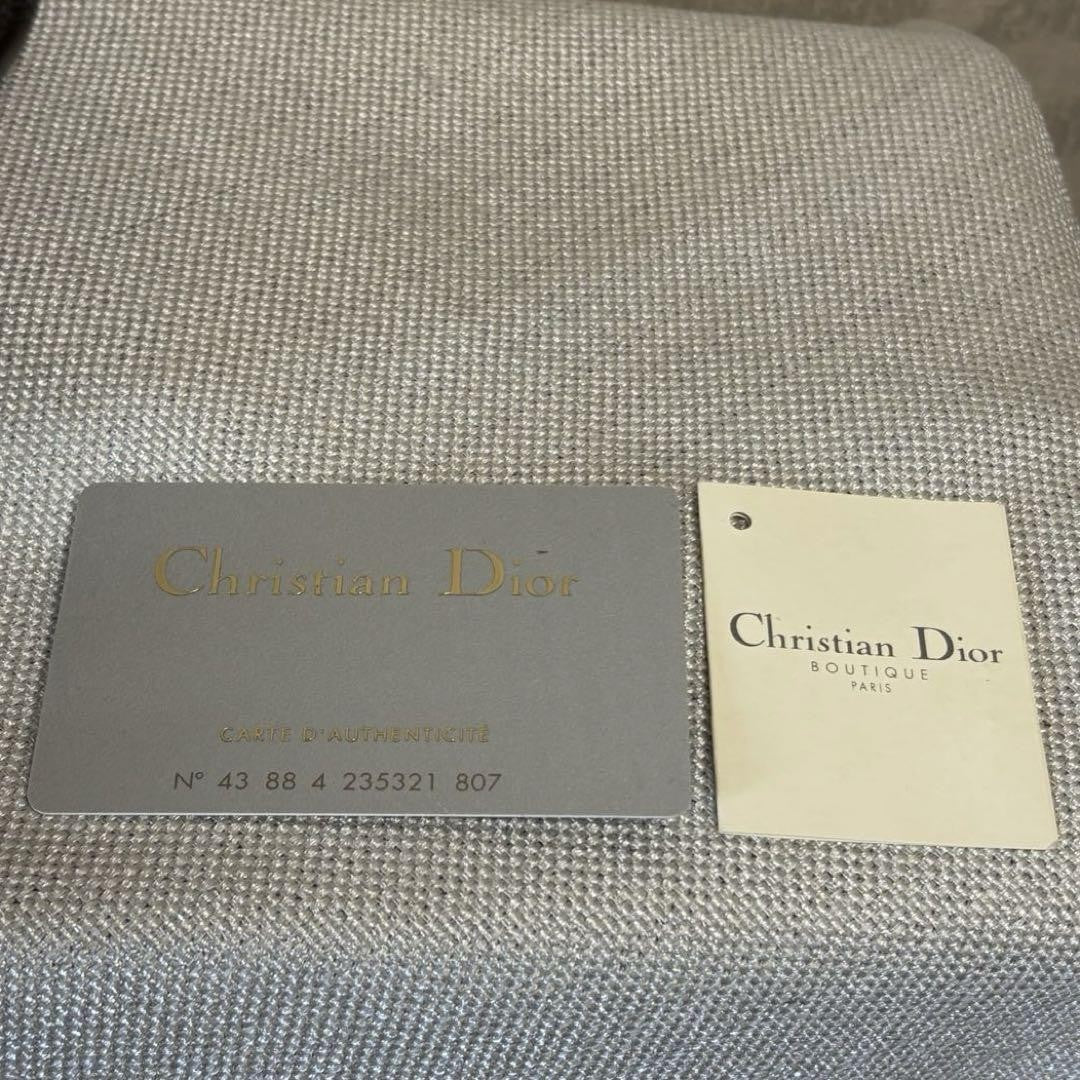 Christian Dior
CARTE D'AUTHENTICITÉ
N° 43 88 4 235321 807
Christian Dior
BOUTIQUE
PARIS